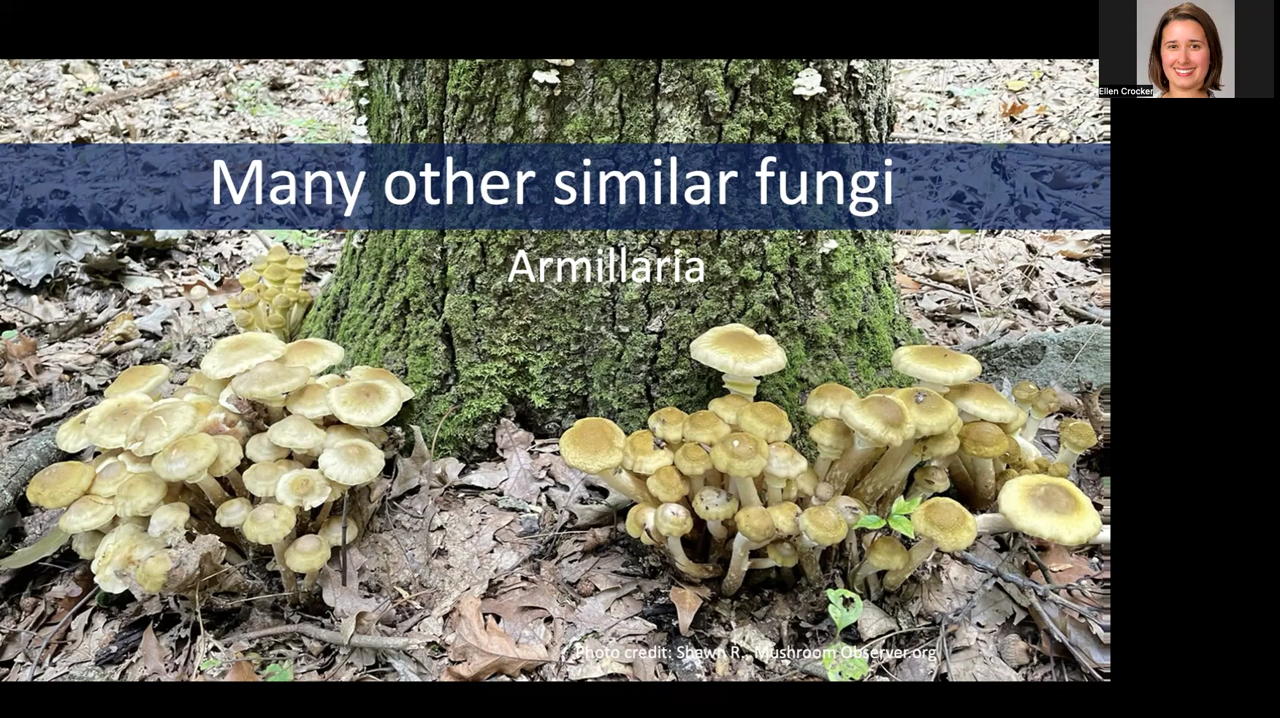 Many other similar fungi
Armillaria
Photo credit: Shawn R., Mushroom Observer.org
Ellen Crocker